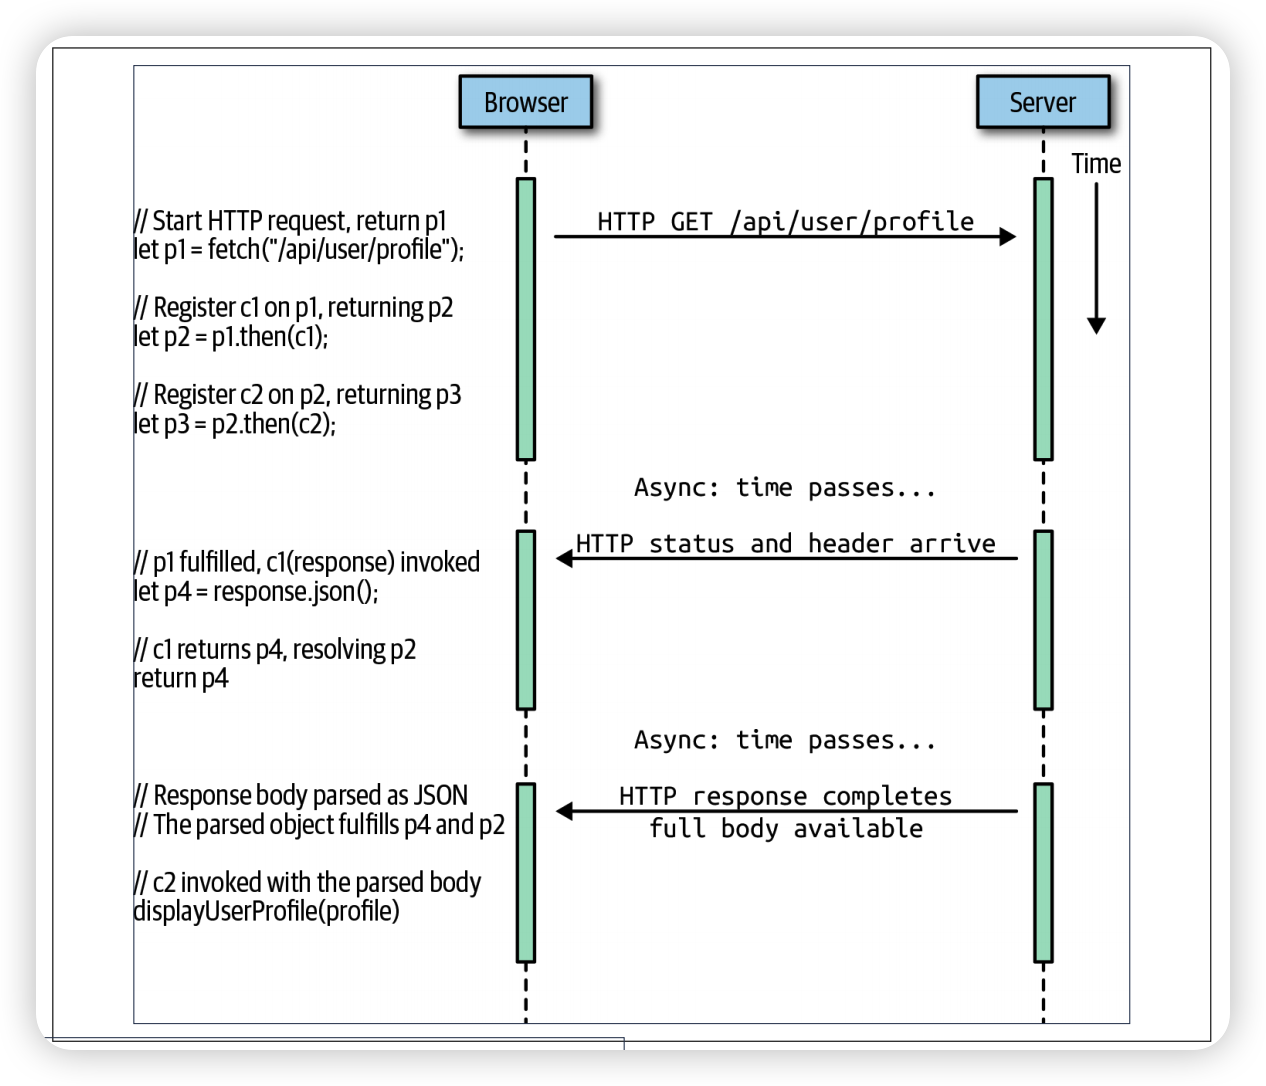 Browser
Server
Time
// Start HTTP request, return p1
let p1 = fetch("/api/user/profile");
HTTP GET /api/user/profile
// Register c1 on p1, returning p2
let p2 = p1.then(c1);
// Register c2 on p2, returning p3
let p3 = p2.then(c2);
Async: time passes...
HTTP status and header arrive
// p1 fulfilled, c1(response) invoked
let p4 = response.json();
// c1 returns p4, resolving p2
return p4
Async: time passes...
// Response body parsed as JSON
// The parsed object fulfills p4 and p2
HTTP response completes
full body available
// c2 invoked with the parsed body
displayUserProfile(profile)